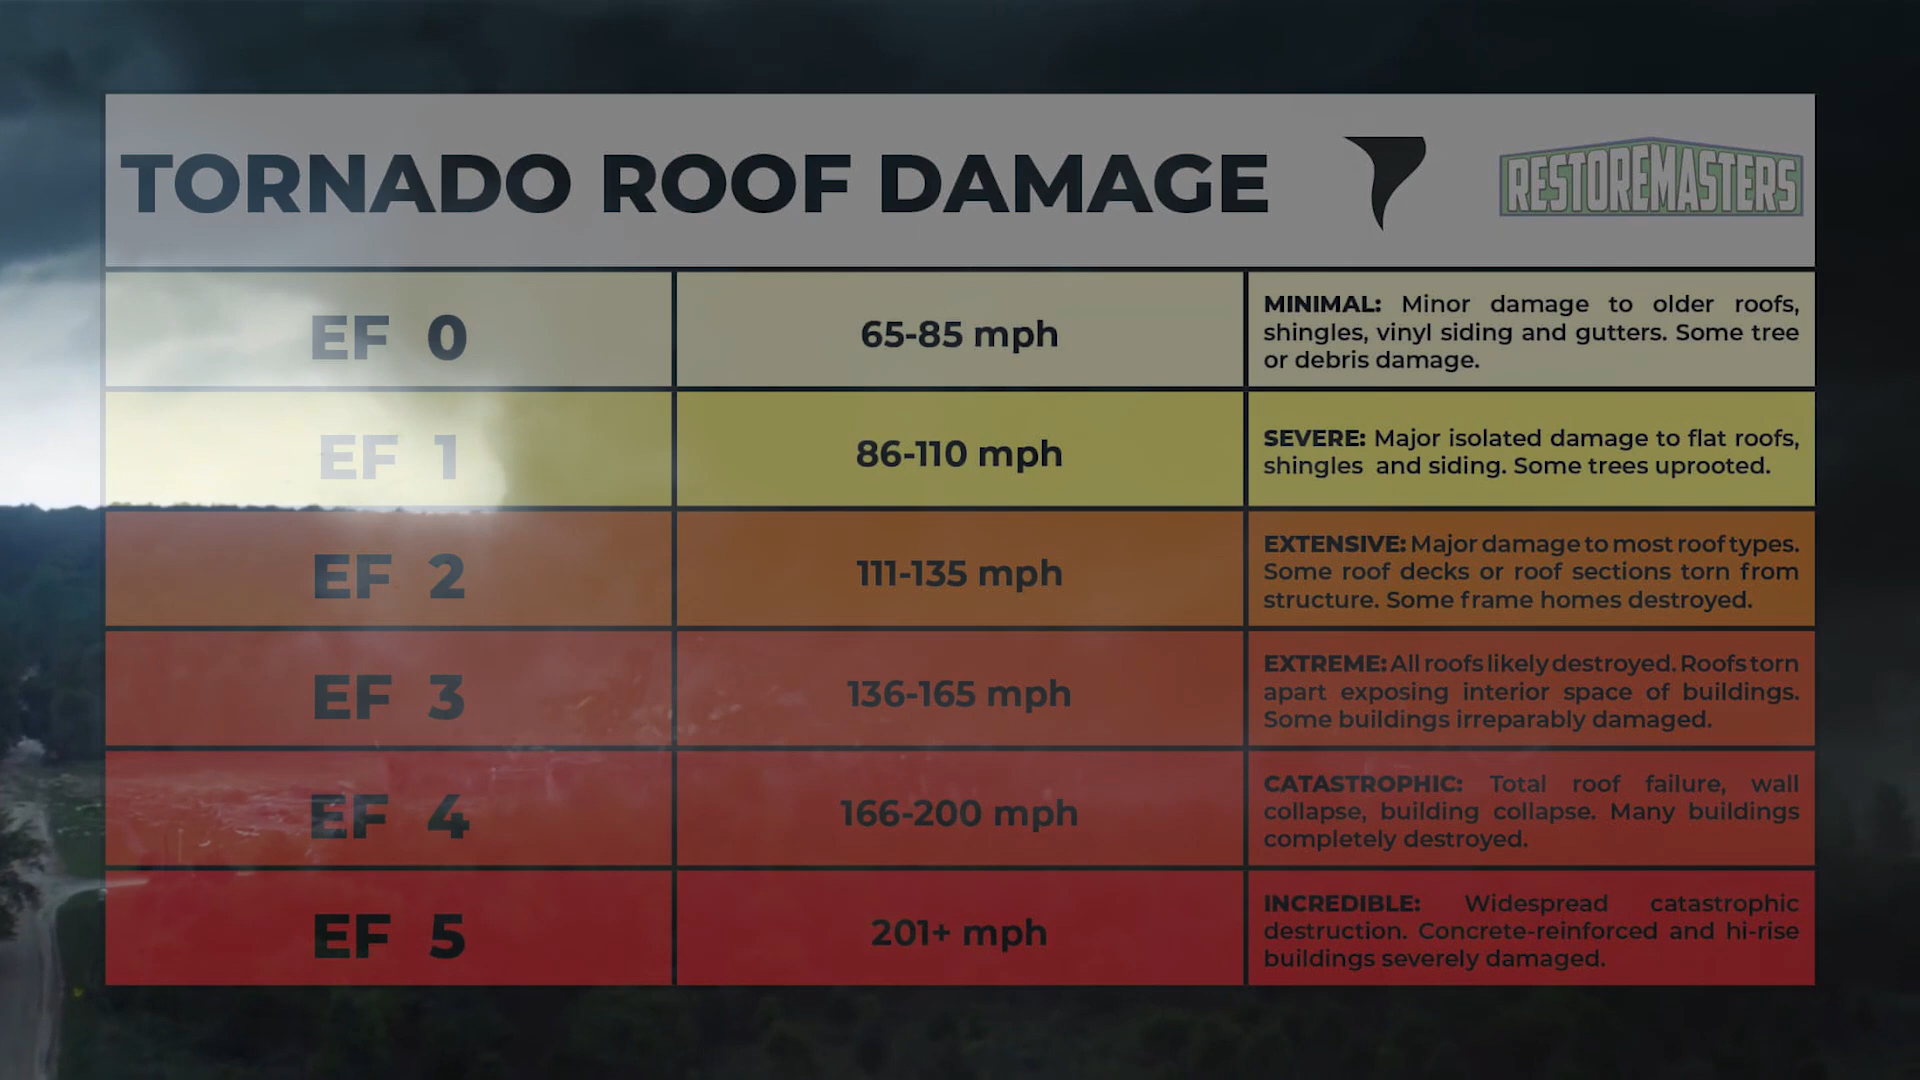 TORNADO ROOF DAMAGE
RESTOREMASTERS
EF 0
65-85 mph
MINIMAL: Minor damage to older roofs,
shingles, vinyl siding and gutters. Some tree
or debris damage.
EF 1
86-110 mph
SEVERE: Major isolated damage to flat roofs,
shingles and siding. Some trees uprooted.
EF 2
111-135 mph
EXTENSIVE: Major damage to most roof types.
Some roof decks or roof sections torn from
structure. Some frame homes destroyed.
EF 3
136-165 mph
EXTREME: All roofs likely destroyed. Roofs torn
apart exposing interior space of buildings.
Some buildings irreparably damaged.
EF 4
166-200 mph
CATASTROPHIC: Total roof failure, wall
collapse, building collapse. Many buildings
completely destroyed.
EF 5
201+ mph
INCREDIBLE: Widespread catastrophic
destruction. Concrete-reinforced and hi-rise
buildings severely damaged.